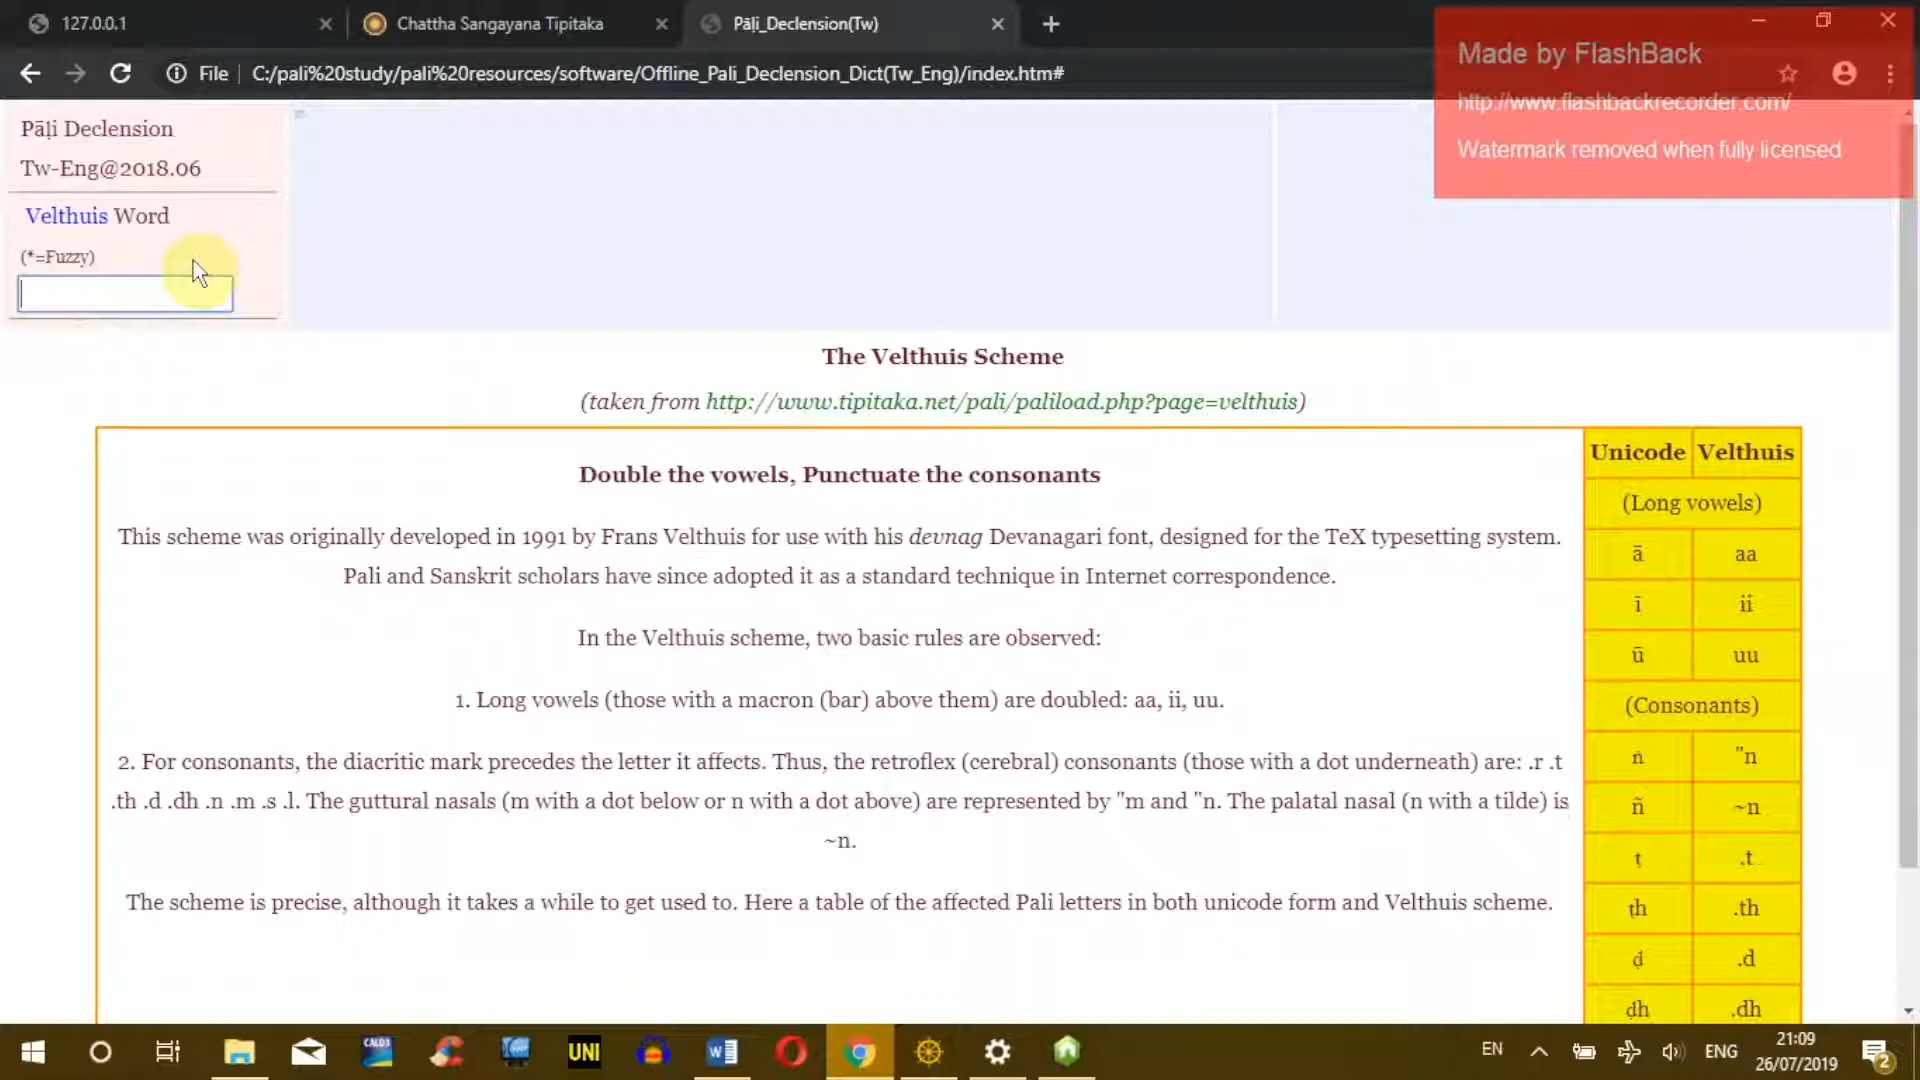 127.0.0.1
Chattha Sangayana Tipitaka
Pāḷi_Declension(Tw)
File
C:/pali%20study/pali%20resources/software/Offline_Pali_Declension_Dict(Tw_Eng)/index.htm#
Made by FlashBack
http://www.flashbackrecorder.com/
Watermark removed when fully licensed
Pāḷi Declension
Tw-Eng@2018.06
Velthuis Word
(*=Fuzzy)
The Velthuis Scheme
(taken from http://www.tipitaka.net/pali/paliload.php?page=velthuis)
Double the vowels, Punctuate the consonants
This scheme was originally developed in 1991 by Frans Velthuis for use with his devnag Devanagari font, designed for the TeX typesetting system.
Pali and Sanskrit scholars have since adopted it as a standard technique in Internet correspondence.
In the Velthuis scheme, two basic rules are observed:
1. Long vowels (those with a macron (bar) above them) are doubled: aa, ii, uu.
2. For consonants, the diacritic mark precedes the letter it affects. Thus, the retroflex (cerebral) consonants (those with a dot underneath) are: .r .t
.th .d .dh .n .m .s .l. The guttural nasals (m with a dot below or n with a dot above) are represented by "m and "n. The palatal nasal (n with a tilde) is
~n.
The scheme is precise, although it takes a while to get used to. Here a table of the affected Pali letters in both unicode form and Velthuis scheme.
Unicode Velthuis
(Long vowels)
ā aa
ī ii
ū uu
(Consonants)
ṅ "n
ñ ~n
ṭ .t
ṭh .th
ḍ .d
ḍh .dh
CALD3
UNI
EN
ENG
21:09
26/07/2019
2